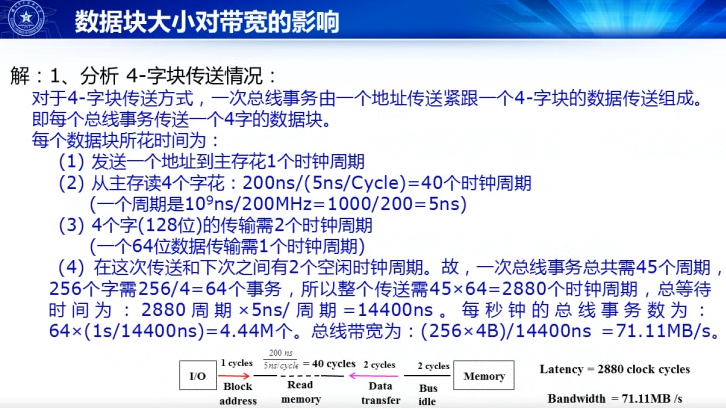 数据块大小对带宽的影响
解：1、分析 4-字块传送情况：
对于4-字块传送方式，一次总线事务由一个地址传送紧跟一个4-字块的数据传送组成。
即每个总线事务传送一个4字的数据块。
每个数据块所花时间为：
(1) 发送一个地址到主存花1个时钟周期
(2) 从主存读4个字花：200ns/(5ns/Cycle)=40个时钟周期
(一个周期是10⁹ns/200MHz=1000/200=5ns)
(3) 4个字(128位)的传输需2个时钟周期
(一个64位数据传输需1个时钟周期)
(4) 在这次传送和下次之间有2个空闲时钟周期。故，一次总线事务总共需45个周期，
256个字需256/4=64个事务，所以整个传送需45×64=2880个时钟周期，总等待
时间为：2880周期×5ns/周期=14400ns。每秒钟的总线事务数为：
64×(1s/14400ns)=4.44M个。总线带宽为：(256×4B)/14400ns =71.11MB/s。
I/O
1 cycles
Block
address
200 ns
5ns/cycle = 40 cycles
Read
memory
2 cycles
Data
transfer
2 cycles
Bus
idle
Memory
Latency = 2880 clock cycles
Bandwidth = 71.11MB /s